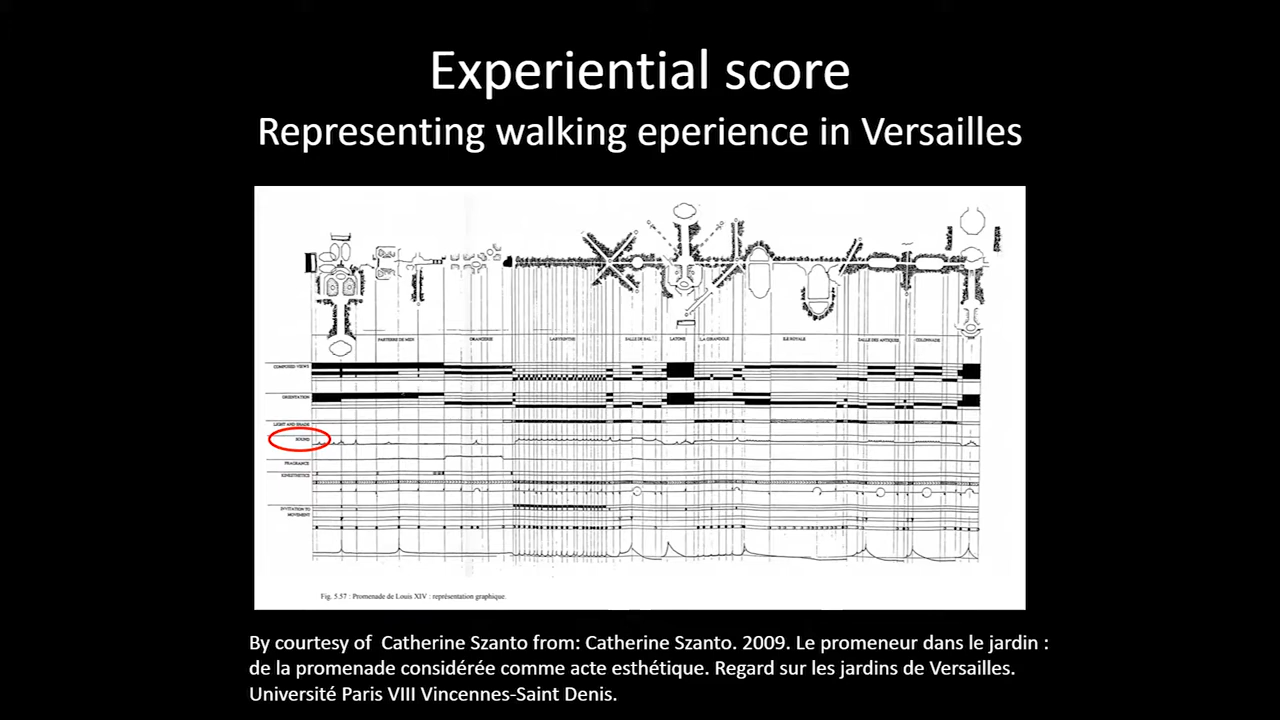 Experiential score
Representing walking eperience in Versailles
PARTERRE DE MIDI
ORANGERIE
LABYRINTHE
SALLE DE BAL
LATONE
LA GIRANDOLE
ILE ROYALE
SALLE DES ANTIQUES
COLONNADE
COMPOSED VIEWS
ORIENTATION
LIGHT AND SHADE
SOUND
FRAGRANCE
KINESTHETICS
INVITATION TO
MOVEMENT
Fig. 5.57 : Promenade de Louis XIV : représentation graphique.
By courtesy of Catherine Szanto from: Catherine Szanto. 2009. Le promeneur dans le jardin :
de la promenade considérée comme acte esthétique. Regard sur les jardins de Versailles.
Université Paris VIII Vincennes-Saint Denis.